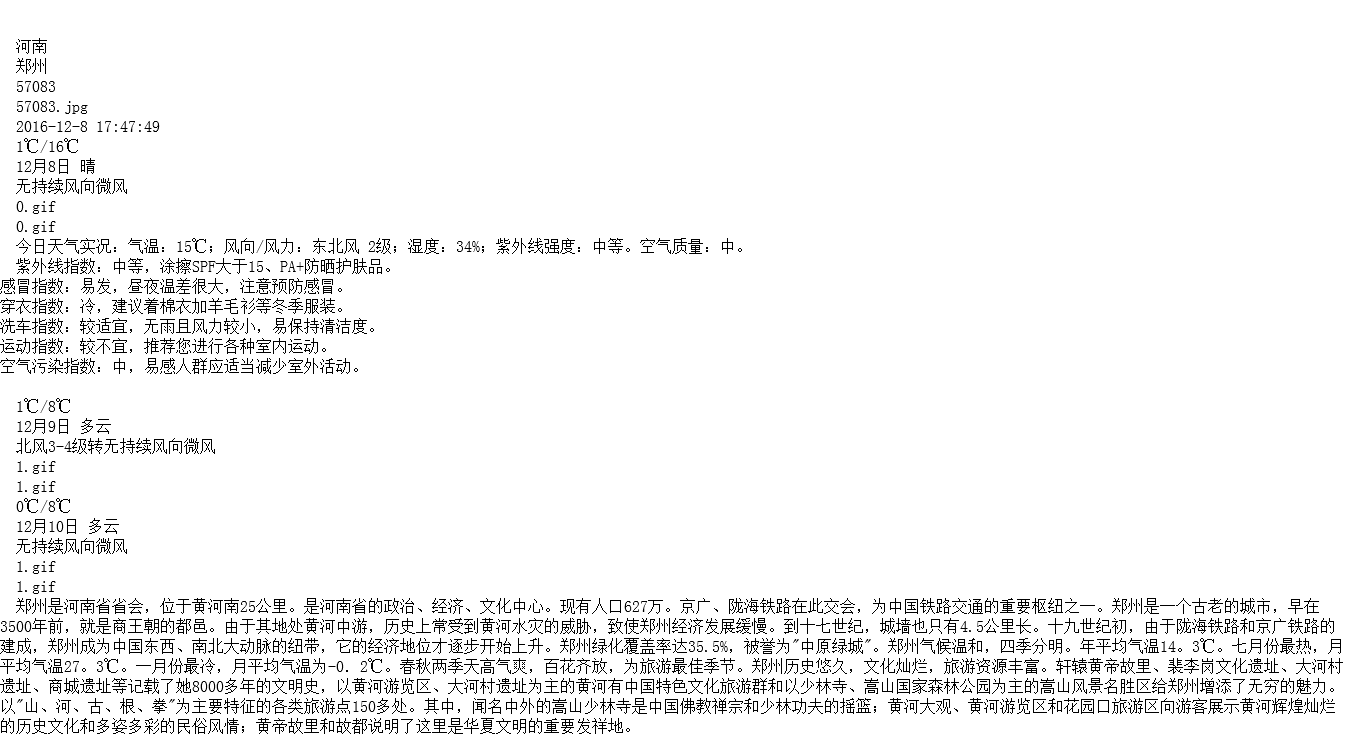 河南
郑州
57083
57083.jpg
2016-12-8 17:47:49
1℃/16℃
12月8日 晴
无持续风向微风
0.gif
0.gif
今日天气实况：气温：15℃；风向/风力：东北风 2级；湿度：34%；紫外线强度：中等。空气质量：中。
紫外线指数：中等，涂擦SPF大于15、PA+防晒护肤品。
感冒指数：易发，昼夜温差很大，注意预防感冒。
穿衣指数：冷，建议着棉衣加羊毛衫等冬季服装。
洗车指数：较适宜，无雨且风力较小，易保持清洁度。
运动指数：较不宜，推荐您进行各种室内运动。
空气污染指数：中，易感人群应适当减少室外活动。
1℃/8℃
12月9日 多云
北风3-4级转无持续风向微风
1.gif
1.gif
0℃/8℃
12月10日 多云
无持续风向微风
1.gif
1.gif
郑州是河南省省会，位于黄河南25公里。是河南省的政治、经济、文化中心。现有人口627万。京广、陇海铁路在此交会，为中国铁路交通的重要枢纽之一。郑州是一个古老的城市，早在
3500年前，就是商王朝的都邑。由于其地处黄河中游，历史上常受到黄河水灾的威胁，致使郑州经济发展缓慢。到十七世纪，城墙也只有4.5公里长。十九世纪初，由于陇海铁路和京广铁路的
建成，郑州成为中国东西、南北大动脉的纽带，它的经济地位才逐步开始上升。郑州绿化覆盖率达35.5%，被誉为"中原绿城"。郑州气候温和，四季分明。年平均气温14。3℃。七月份最热，月
平均气温27。3℃。一月份最冷，月平均气温为-0. 2℃。春秋两季天高气爽，百花齐放，为旅游最佳季节。郑州历史悠久，文化灿烂，旅游资源丰富。轩辕黄帝故里、裴李岗文化遗址、大河村
遗址、商城遗址等记载了她8000多年的文明史，以黄河游览区、大河村遗址为主的黄河有中国特色文化旅游群和以少林寺、嵩山国家森林公园为主的嵩山风景名胜区给郑州增添了无穷的魅力。
以"山、河、古、根、拳"为主要特征的各类旅游点150多处。其中，闻名中外的嵩山少林寺是中国佛教禅宗和少林功夫的摇篮；黄河大观、黄河游览区和花园口旅游区向游客展示黄河辉煌灿烂
的历史文化和多姿多彩的民俗风情；黄帝故里和故都说明了这里是华夏文明的重要发祥地。